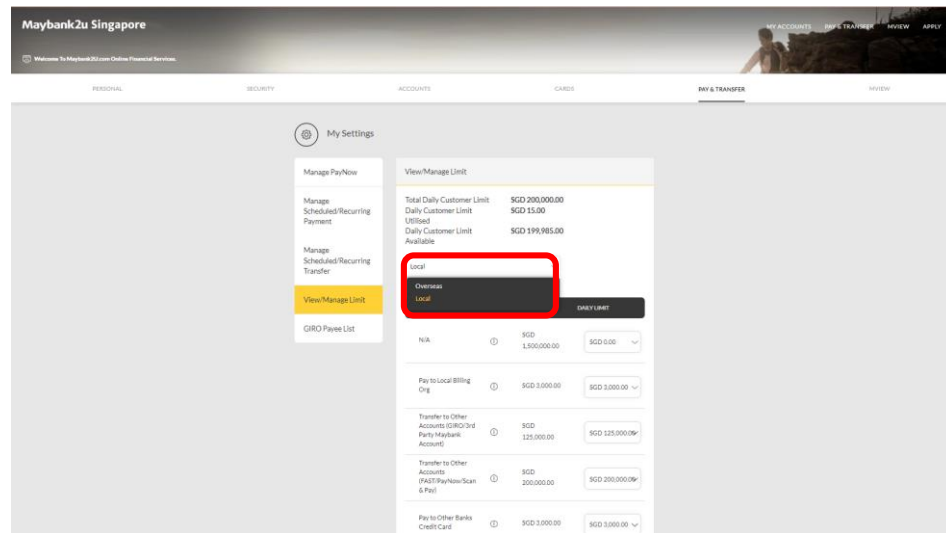 Maybank2u Singapore
MY ACCOUNTS PAY & TRANSFER MVIEW APPLY
Welcome To Maybank2U.com Online Financial Services.
PERSONAL SECURITY ACCOUNTS CARDS PAY & TRANSFER MVIEW
My Settings
Manage PayNow
Manage
Scheduled/Recurring
Payment
Manage
Scheduled/Recurring
Transfer
View/Manage Limit
GIRO Payee List
View/Manage Limit
Total Daily Customer Limit SGD 200,000.00
Daily Customer Limit SGD 15.00
Utilised
Daily Customer Limit SGD 199,985.00
Available
Local
Overseas
Local
DAILY LIMIT
N/A SGD 1,500,000.00 SGD 0.00
Pay to Local Billing
Org SGD 3,000.00 SGD 3,000.00
Transfer to Other
Accounts (GIRO/3rd
Party Maybank
Account) SGD 125,000.00 SGD 125,000.00
Transfer to Other
Accounts
(FAST/PayNow/Scan
& Pay) SGD 200,000.00 SGD 200,000.00
Pay to Other Banks
Credit Card SGD 3,000.00 SGD 3,000.00